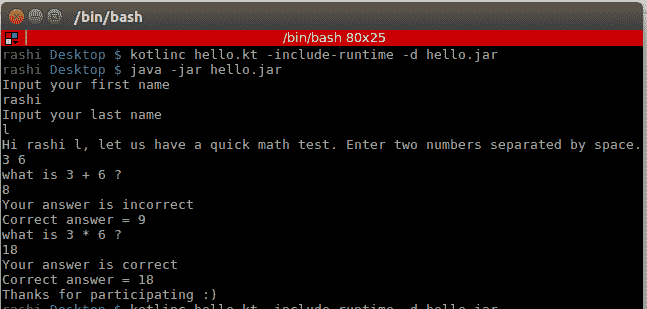 /bin/bash
/bin/bash 80x25
rashi Desktop $ kotlinc hello.kt -include-runtime -d hello.jar
rashi Desktop $ java -jar hello.jar
Input your first name
rashi
Input your last name
l
Hi rashi l, let us have a quick math test. Enter two numbers separated by space.
3 6
what is 3 + 6 ?
8
Your answer is incorrect
Correct answer = 9
what is 3 * 6 ?
18
Your answer is correct
Correct answer = 18
Thanks for participating :)
rashi Desktop $ kotlinc hello.kt -include-runtime -d hello.jar